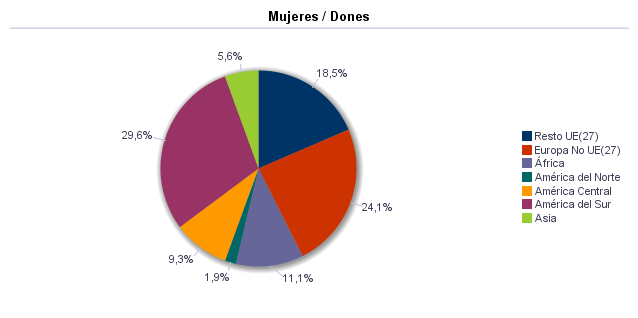 Mujeres / Dones
5,6%
18,5%
29,6%
24,1%
9,3%
1,9%
11,1%
Resto UE(27)
Europa No UE(27)
África
América del Norte
América Central
América del Sur
Asia